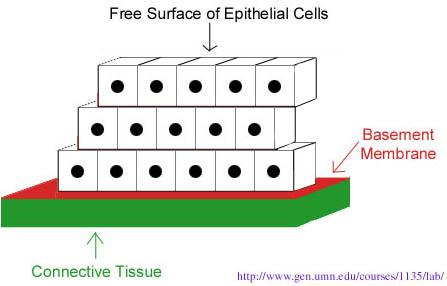 Free Surface of Epithelial Cells
Basement
Membrane
Connective Tissue
http://www.gen.umn.edu/courses/1135/lab/